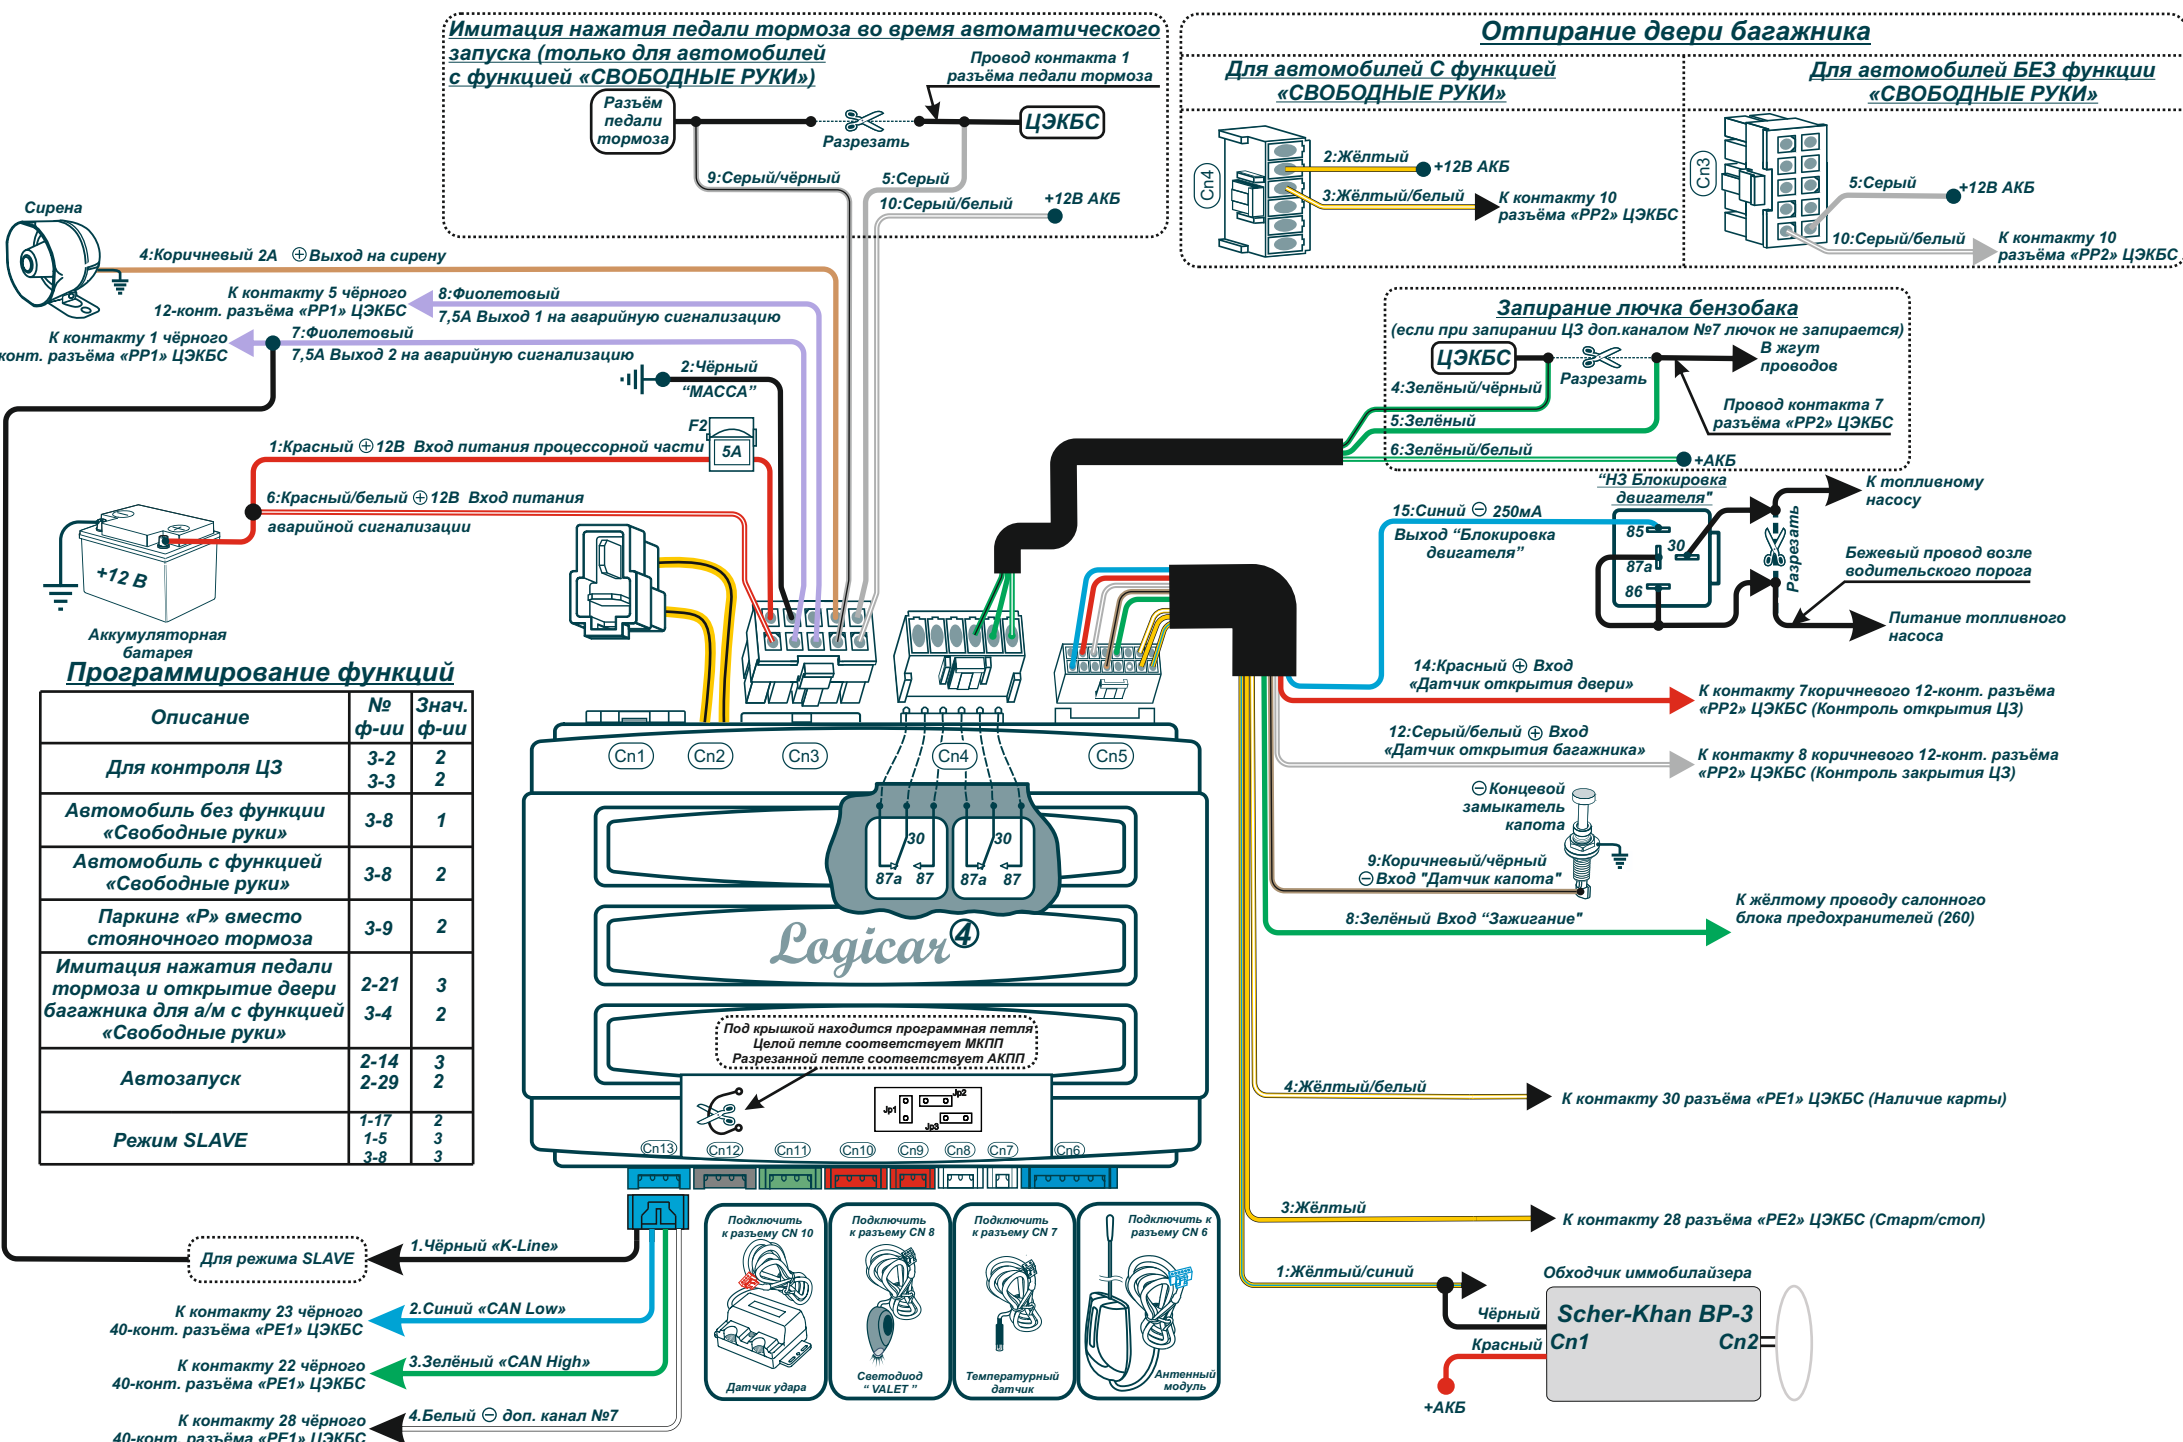 Имитация нажатия педали тормоза во время автоматического
запуска (только для автомобилей
с функцией «СВОБОДНЫЕ РУКИ»)
Провод контакта 1
разъёма педали тормоза
Разъём
педали
тормоза
Разрезать
ЦЭКБС
9:Серый/чёрный
5:Серый
10:Серый/белый
+12В АКБ
Отпирание двери багажника
Для автомобилей С функцией
«СВОБОДНЫЕ РУКИ»
Cn4
2:Жёлтый
+12В АКБ
3:Жёлтый/белый
К контакту 10
разъёма «PP2» ЦЭКБС
Для автомобилей БЕЗ функции
«СВОБОДНЫЕ РУКИ»
Cn3
5:Серый
+12В АКБ
10:Серый/белый
К контакту 10
разъёма «PP2» ЦЭКБС
Сирена
4:Коричневый 2А ⊕ Выход на сирену
К контакту 5 чёрного
12-конт. разъёма «PP1» ЦЭКБС
8:Фиолетовый
7,5А Выход 1 на аварийную сигнализацию
К контакту 1 чёрного
конт. разъёма «PP1» ЦЭКБС
7:Фиолетовый
7,5А Выход 2 на аварийную сигнализацию
2:Чёрный
“МАССА”
F2
5А
1:Красный ⊕ 12В Вход питания процессорной части
6:Красный/белый ⊕ 12В Вход питания
аварийной сигнализации
+12 В
Аккумуляторная
батарея
Запирание лючка бензобака
(если при запирании ЦЗ доп.каналом №7 лючок не запирается)
ЦЭКБС
Разрезать
В жгут
проводов
4:Зелёный/чёрный
5:Зелёный
6:Зелёный/белый
Провод контакта 7
разъёма «PP2» ЦЭКБС
+АКБ
“НЗ Блокировка
двигателя"
85
30
87а
86
Разрезать
К топливному
насосу
Бежевый провод возле
водительского порога
Питание топливного
насоса
15:Синий ⊖ 250мА
Выход “Блокировка
двигателя”
14:Красный ⊕ Вход
«Датчик открытия двери»
К контакту 7коричневого 12-конт. разъёма
«PP2» ЦЭКБС (Контроль открытия ЦЗ)
12:Серый/белый ⊕ Вход
«Датчик открытия багажника»
К контакту 8 коричневого 12-конт. разъёма
«PP2» ЦЭКБС (Контроль закрытия ЦЗ)
⊖ Концевой
замыкатель
капота
9:Коричневый/чёрный
⊖ Вход "Датчик капота"
8:Зелёный Вход “Зажигание"
К жёлтому проводу салонного
блока предохранителей (260)
4:Жёлтый/белый
К контакту 30 разъёма «PE1» ЦЭКБС (Наличие карты)
3:Жёлтый
К контакту 28 разъёма «PE2» ЦЭКБС (Старт/стоп)
1:Жёлтый/синий
Обходчик иммобилайзера
Чёрный
Красный
+АКБ
Scher-Khan BP-3
Cn1
Cn2
Программирование функций
Описание
№
ф-ии
Знач.
ф-ии
Для контроля ЦЗ
3-2 2
3-3 2
Автомобиль без функции
«Свободные руки»
3-8 1
Автомобиль с функцией
«Свободные руки»
3-8 2
Паркинг «Р» вместо
стояночного тормоза
3-9 2
Имитация нажатия педали
тормоза и открытие двери
багажника для а/м с функцией
«Свободные руки»
2-21 3
3-4 2
Автозапуск
2-14 3
2-29 2
Режим SLAVE
1-17 2
1-5 3
3-8 3
Cn1
Cn2
Cn3
Cn4
Cn5
30
87а
87
30
87а
87
Logicar 4
Под крышкой находится программная петля
Целой петле соответствует МКПП
Разрезанной петле соответствует АКПП
Jp1
Jp2
Jp3
Cn13
Cn12
Cn11
Cn10
Cn9
Cn8
Cn7
Cn6
Подключить
к разъему CN 10
Датчик удара
Подключить
к разъему CN 8
Светодиод
“ VALET ”
Подключить
к разъему CN 7
Температурный
датчик
Подключить к
разъему CN 6
Антенный
модуль
Для режима SLAVE
1.Чёрный «K-Line»
К контакту 23 чёрного
40-конт. разъёма «PE1» ЦЭКБС
2.Синий «CAN Low»
К контакту 22 чёрного
40-конт. разъёма «PE1» ЦЭКБС
3.Зелёный «CAN High»
К контакту 28 чёрного
40-конт. разъёма «PE1» ЦЭКБС
4.Белый ⊖ доп. канал №7